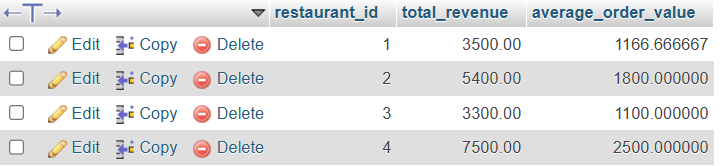 restaurant_id total_revenue average_order_value
Edit Copy Delete 1 3500.00 1166.666667
Edit Copy Delete 2 5400.00 1800.000000
Edit Copy Delete 3 3300.00 1100.000000
Edit Copy Delete 4 7500.00 2500.000000